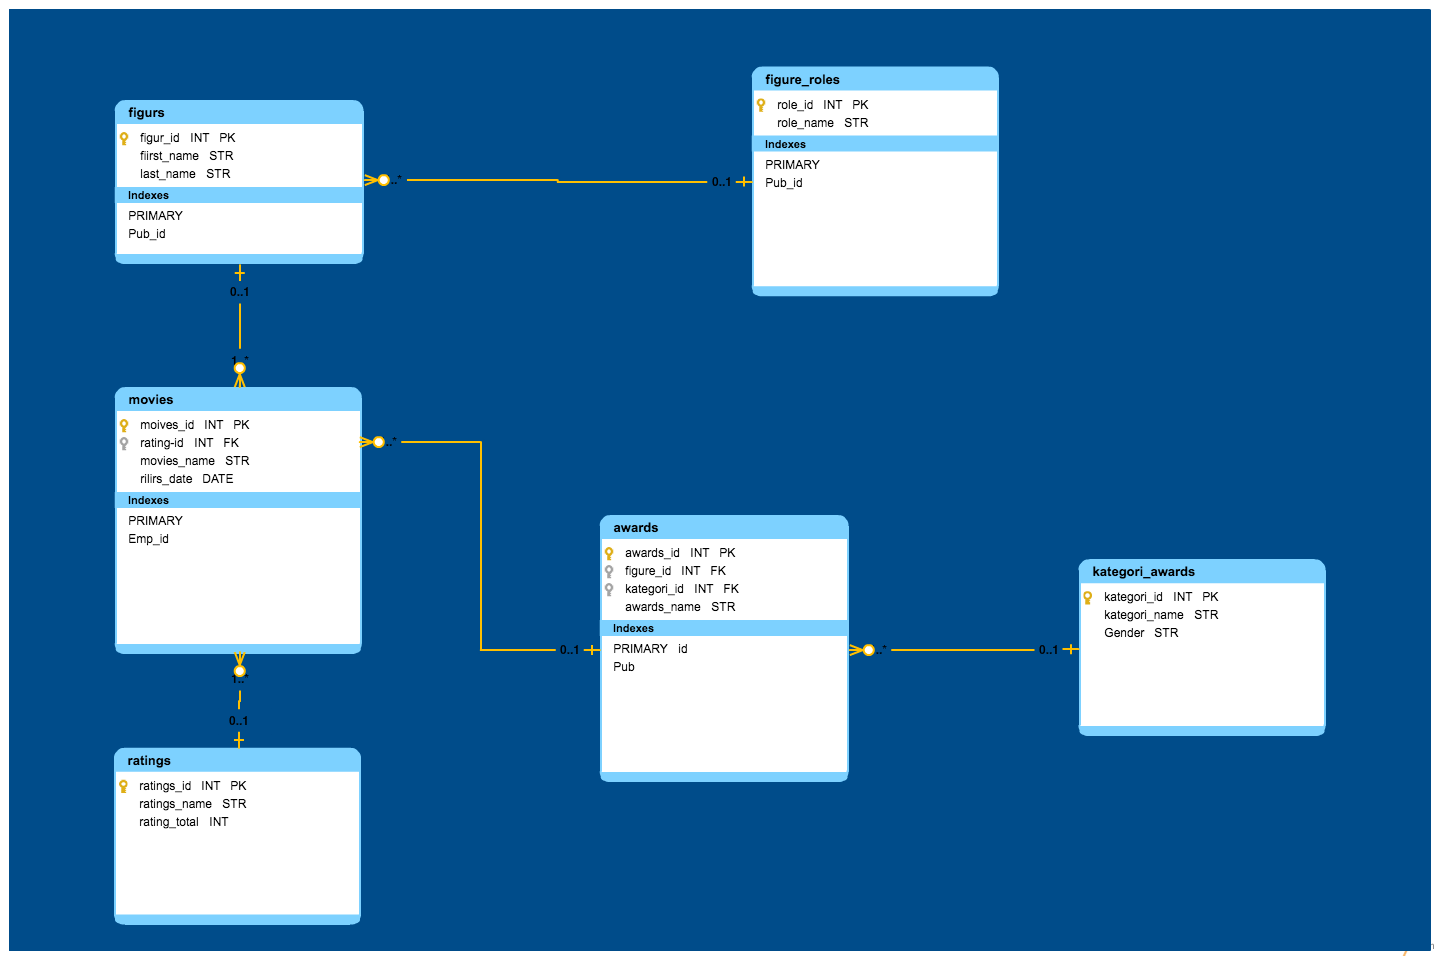 figurs
figur_id INT PK
fiirst_name STR
last_name STR
Indexes
PRIMARY
Pub_id
figure_roles
role_id INT PK
role_name STR
Indexes
PRIMARY
Pub_id
..*
0..1
0..1
1..*
movies
moives_id INT PK
rating-id INT FK
movies_name STR
rilirs_date DATE
Indexes
PRIMARY
Emp_id
..*
0..1
awards
awards_id INT PK
figure_id INT FK
kategori_id INT FK
awards_name STR
Indexes
PRIMARY id
Pub
..*
0..1
kategori_awards
kategori_id INT PK
kategori_name STR
Gender STR
1..*
0..1
ratings
ratings_id INT PK
ratings_name STR
rating_total INT